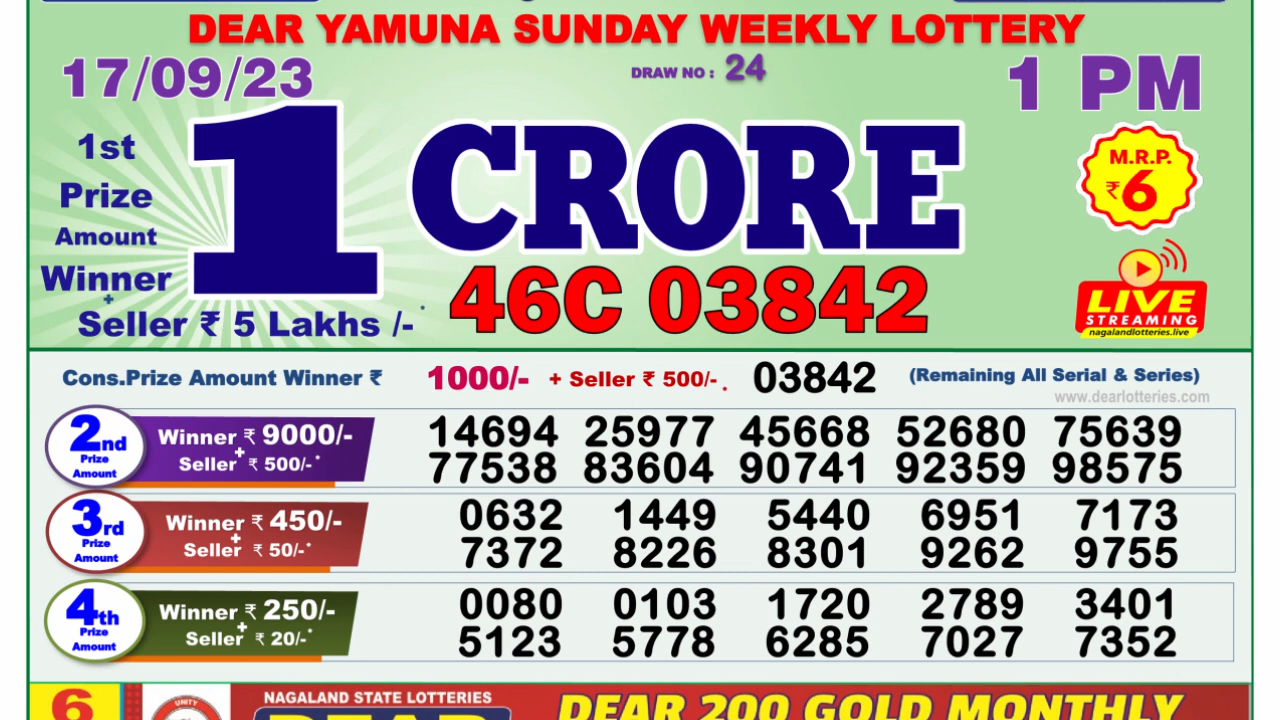 DEAR YAMUNA SUNDAY WEEKLY LOTTERY
17/09/23
DRAW NO : 24
1 PM
1st
Prize
Amount
Winner
+
Seller ₹ 5 Lakhs /- *
1 CRORE
46C 03842
M.R.P.
₹6
LIVE
STREAMING
nagalandlotteries.live
Cons.Prize Amount Winner ₹ 1000/- + Seller ₹ 500/- . 03842 (Remaining All Serial & Series)
www.dearlotteries.com
2nd
Prize
Amount
Winner ₹ 9000/-
+
Seller ₹ 500/- *
14694 25977 45668 52680 75639
77538 83604 90741 92359 98575
3rd
Prize
Amount
Winner ₹ 450/-
+
Seller ₹ 50/- *
0632 1449 5440 6951 7173
7372 8226 8301 9262 9755
4th
Prize
Amount
Winner ₹ 250/-
+
Seller ₹ 20/- *
0080 0103 1720 2789 3401
5123 5778 6285 7027 7352
6
UNITY
NAGALAND STATE LOTTERIES
DEAR
DEAR 200 GOLD MONTHLY